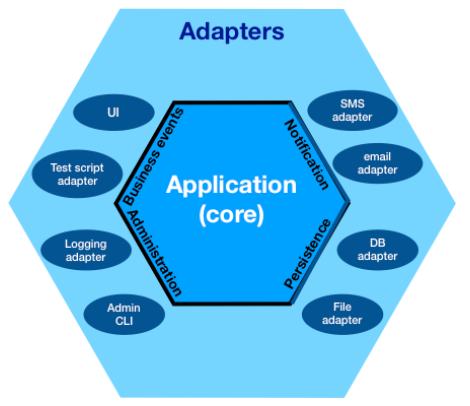 Adapters
UI
SMS
adapter
Business events
Notification
Test script
adapter
email
adapter
Application
(core)
Administration
Persistence
Logging
adapter
DB
adapter
Admin
CLI
File
adapter